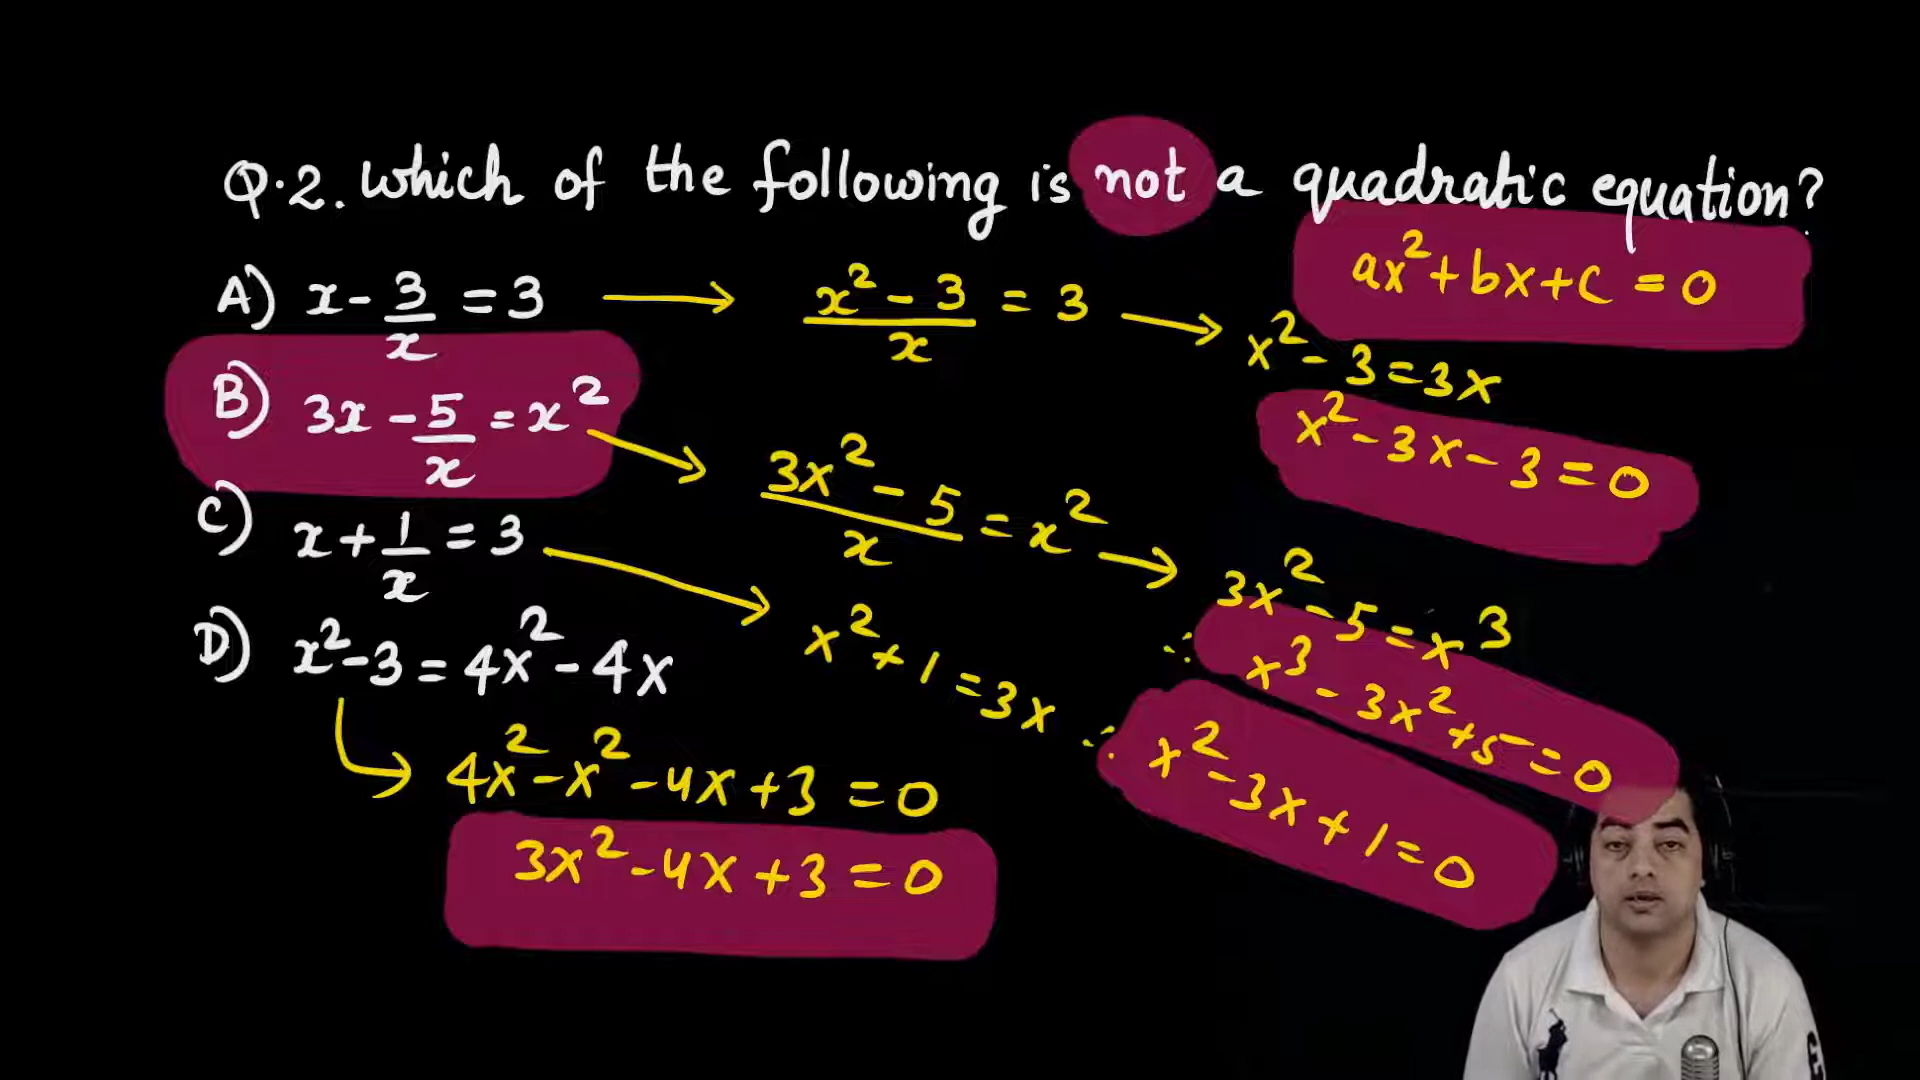 Q.2. Which of the following is not a quadratic equation?
ax²+bx+c=0
A) x - 3/x = 3 → (x² - 3)/x = 3 → x² - 3 = 3x
x² - 3x - 3 = 0
B) 3x - 5/x = x² → (3x² - 5)/x = x² → 3x² - 5 = x³
∴ x³ - 3x² + 5 = 0
C) x + 1/x = 3 → x² + 1 = 3x ∴ x² - 3x + 1 = 0
D) x² - 3 = 4x² - 4x
→ 4x² - x² - 4x + 3 = 0
3x² - 4x + 3 = 0